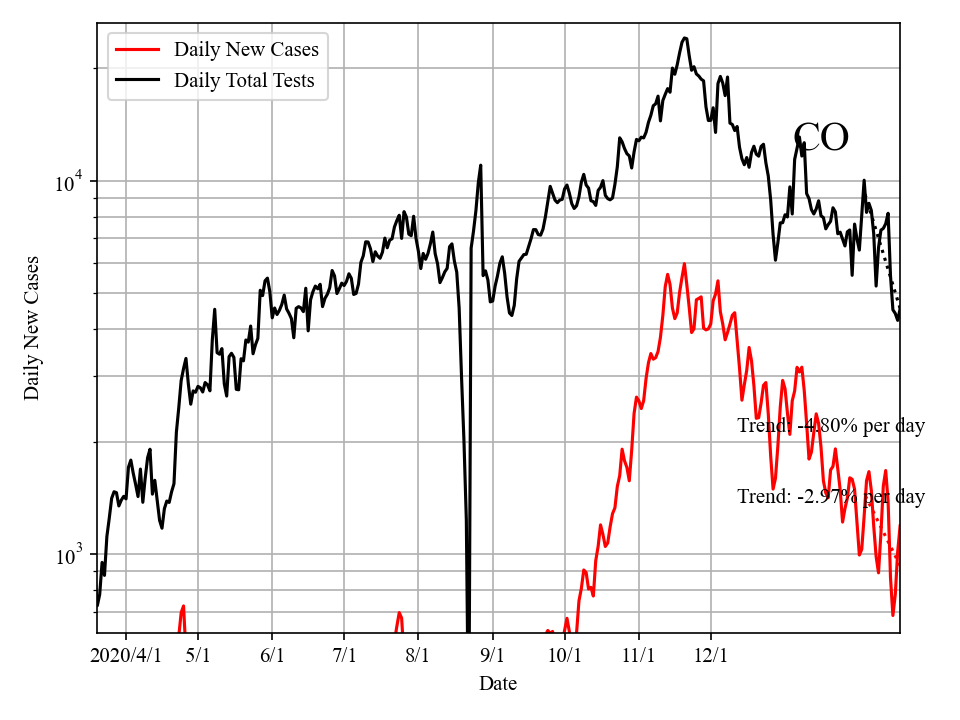 Daily New Cases
Daily Total Tests
CO
10^4
10^3
Daily New Cases
Trend: -4.80% per day
Trend: -2.97% per day
2020/4/1 5/1 6/1 7/1 8/1 9/1 10/1 11/1 12/1
Date